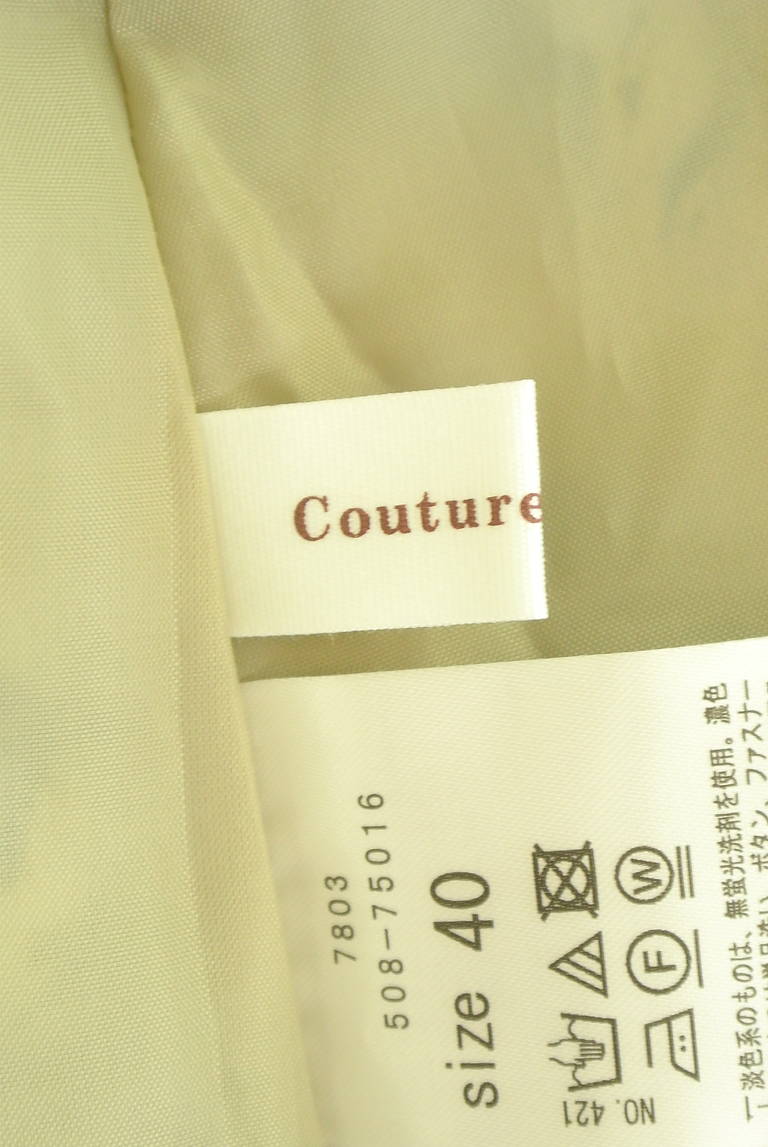 Couture
7803
508-75016
size 40
W
F
NO. 421
淡色系のものは、無蛍光洗剤を使用。濃色
ボタン、ファスナー